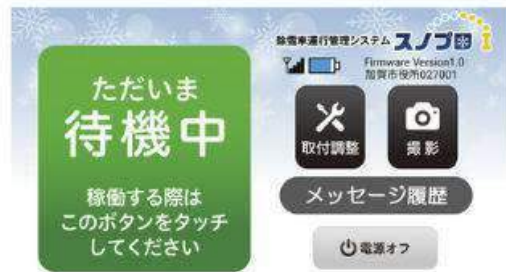 ただいま
待機中
稼働する際は
このボタンをタッチ
してください
除雪車運行管理システム スノプロ I
Firmware Version1.0
加賀市役所027001
取付調整
撮影
メッセージ履歴
電源オフ